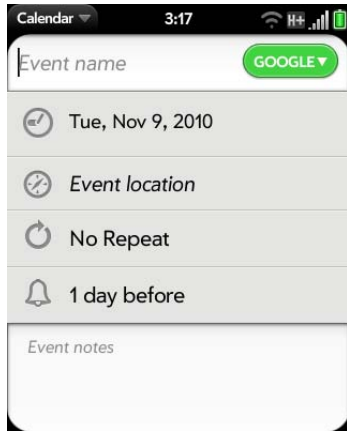 Calendar 3:17 H+
Event name GOOGLE
Tue, Nov 9, 2010
Event location
No Repeat
1 day before
Event notes